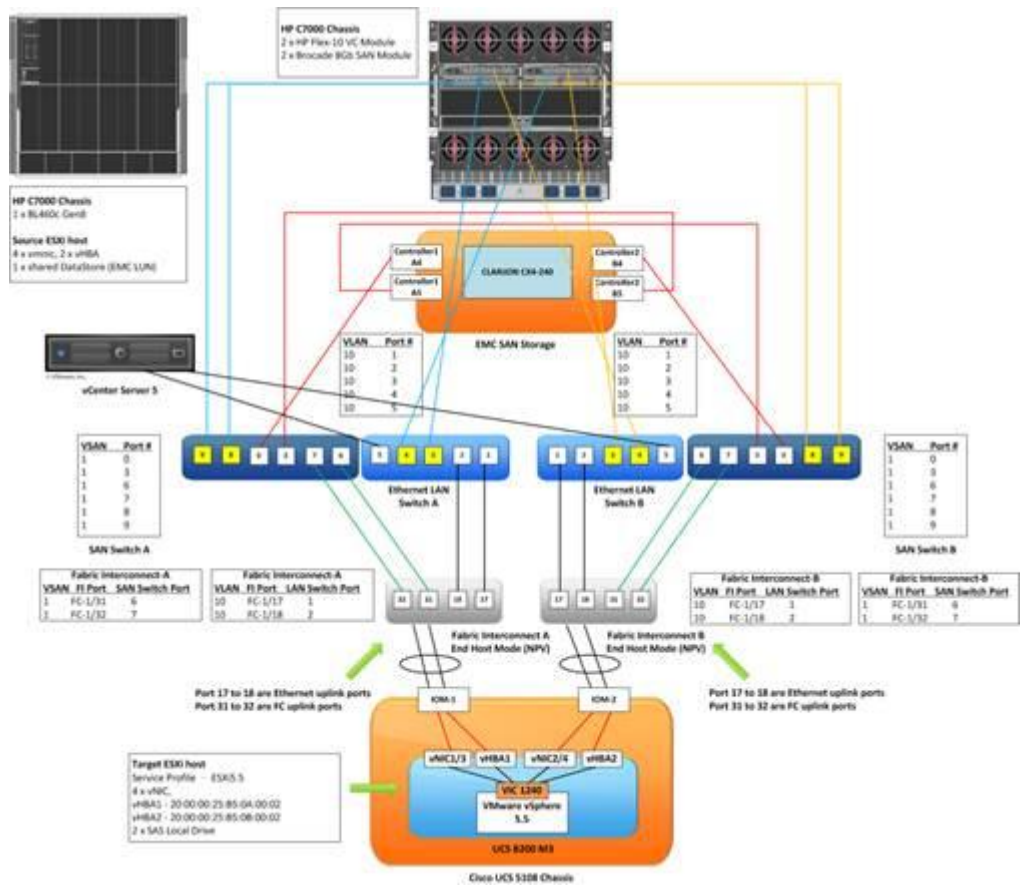 HP C7000 Chassis
2 x HP Flex-10 VC Module
2 x Brocade 8Gb SAN Module
HP C7000 Chassis
1 x BL460c Gen8
Source ESXi host
4 x vmnic, 2 x vHBA
1 x shared DataStore (EMC LUN)
Controller1
A4
Controller1
A5
CLARiiON CX4-240
Controller2
B4
Controller2
B5
EMC SAN Storage
vCenter Server 5
VLAN Port #
10 1
10 2
10 3
10 4
10 5
VLAN Port #
10 1
10 2
10 3
10 4
10 5
VSAN Port #
1 0
1 3
1 6
1 7
1 8
1 9
SAN Switch A
Ethernet LAN
Switch A
Ethernet LAN
Switch B
VSAN Port #
1 0
1 3
1 6
1 7
1 8
1 9
SAN Switch B
Fabric Interconnect-A
VSAN FI Port SAN Switch Port
1 FC-1/31 6
1 FC-1/32 7
Fabric Interconnect-A
VLAN FI Port LAN Switch Port
10 FC-1/17 1
10 FC-1/18 2
32 31 18 17
17 18 31 32
Fabric Interconnect-B
VLAN FI Port LAN Switch Port
10 FC-1/17 1
10 FC-1/18 2
Fabric Interconnect-B
VSAN FI Port SAN Switch Port
1 FC-1/31 6
1 FC-1/32 7
Fabric Interconnect A
End Host Mode (NPV)
Fabric Interconnect B
End Host Mode (NPV)
Port 17 to 18 are Ethernet uplink ports
Port 31 to 32 are FC uplink ports
Port 17 to 18 are Ethernet uplink ports
Port 31 to 32 are FC uplink ports
IOM-1
IOM-2
vNIC1/3
vHBA1
vNIC2/4
vHBA2
VIC 1240
VMware vSphere
5.5
UCS B200 M3
Cisco UCS 5108 Chassis
Target ESXi host
Service Profile - ESXi5.5
4 x vNIC,
vHBA1 - 20:00:00:25:B5:0A:00:02
vHBA2 - 20:00:00:25:B5:0B:00:02
2 x SAS Local Drive